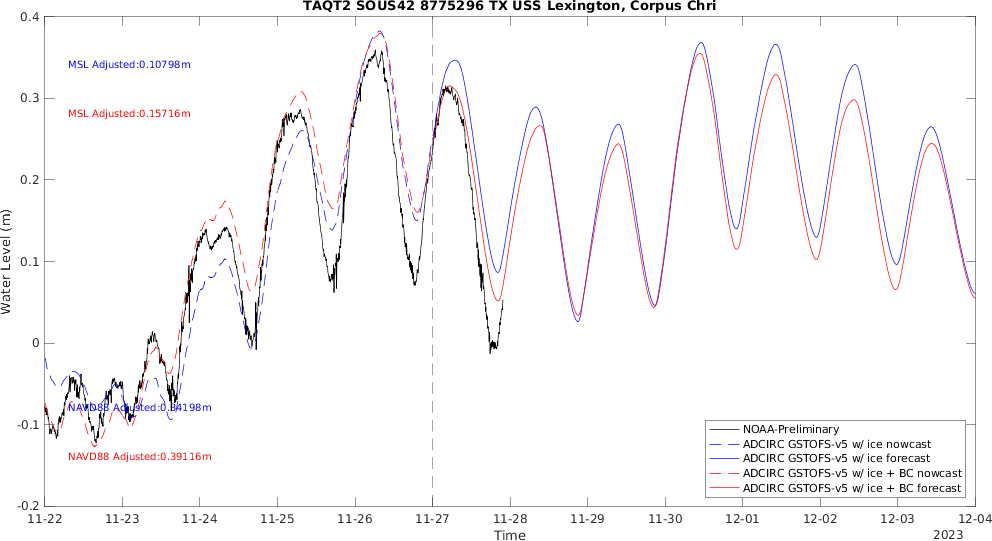 TAQT2 SOUS42 8775296 TX USS Lexington, Corpus Chri
0.4
MSL Adjusted:0.10798m
0.3
MSL Adjusted:0.15716m
0.2
0.1
0
-0.1
-0.2
Water Level (m)
NAVD88 Adjusted:0.34198m
NAVD88 Adjusted:0.39116m
NOAA-Preliminary
ADCIRC GSTOFS-v5 w/ ice nowcast
ADCIRC GSTOFS-v5 w/ ice forecast
ADCIRC GSTOFS-v5 w/ ice + BC nowcast
ADCIRC GSTOFS-v5 w/ ice + BC forecast
11-22 11-23 11-24 11-25 11-26 11-27 11-28 11-29 11-30 12-01 12-02 12-03 12-04
Time
2023